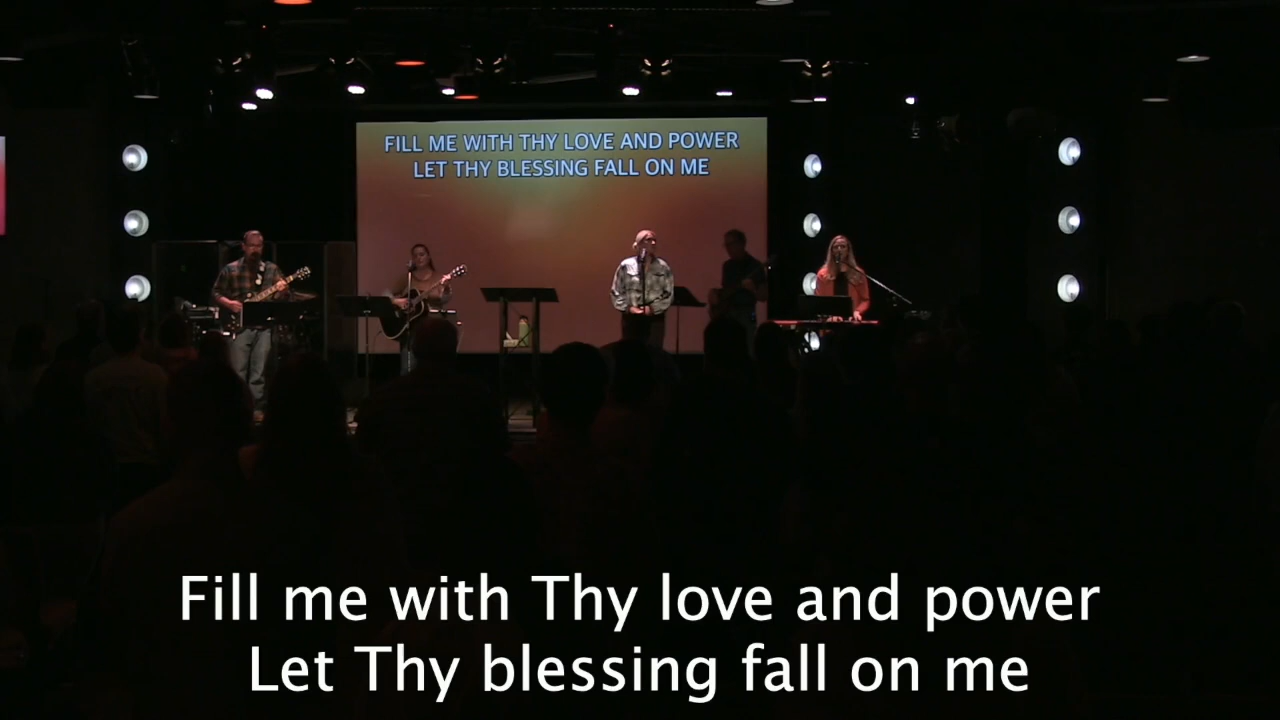 FILL ME WITH THY LOVE AND POWER
LET THY BLESSING FALL ON ME
Fill me with Thy love and power
Let Thy blessing fall on me